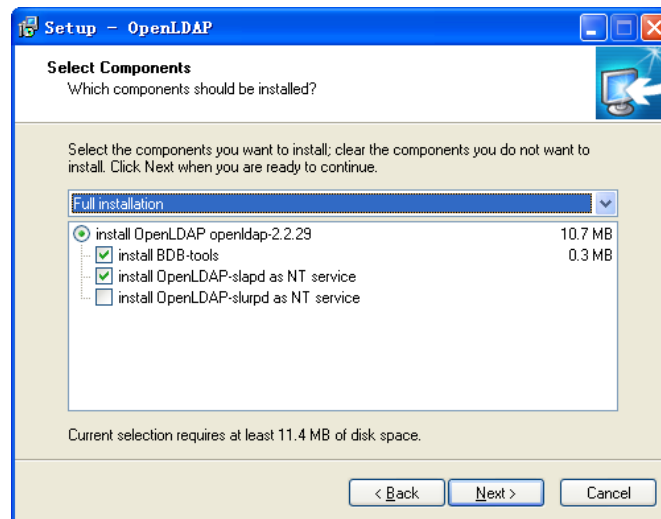 Setup - OpenLDAP
Select Components
Which components should be installed?
Select the components you want to install; clear the components you do not want to
install. Click Next when you are ready to continue.
Full installation
install OpenLDAP openldap-2.2.29 10.7 MB
install BDB-tools 0.3 MB
install OpenLDAP-slapd as NT service
install OpenLDAP-slurpd as NT service
Current selection requires at least 11.4 MB of disk space.
< Back Next > Cancel